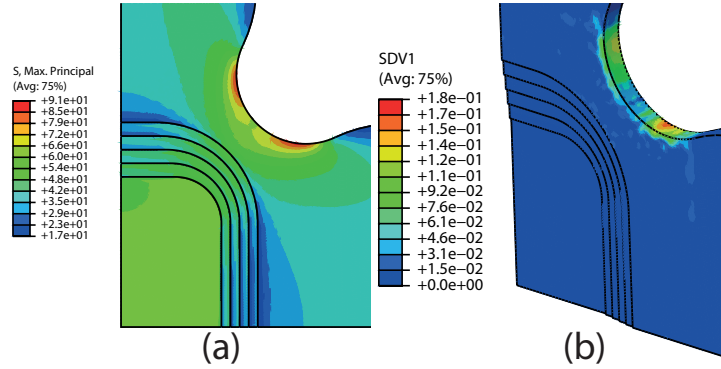 S, Max. Principal
(Avg: 75%)
+9.1e+01
+8.5e+01
+7.9e+01
+7.2e+01
+6.6e+01
+6.0e+01
+5.4e+01
+4.8e+01
+4.2e+01
+3.5e+01
+2.9e+01
+2.3e+01
+1.7e+01
(a)
SDV1
(Avg: 75%)
+1.8e−01
+1.7e−01
+1.5e−01
+1.4e−01
+1.2e−01
+1.1e−01
+9.2e−02
+7.6e−02
+6.1e−02
+4.6e−02
+3.1e−02
+1.5e−02
+0.0e+00
(b)